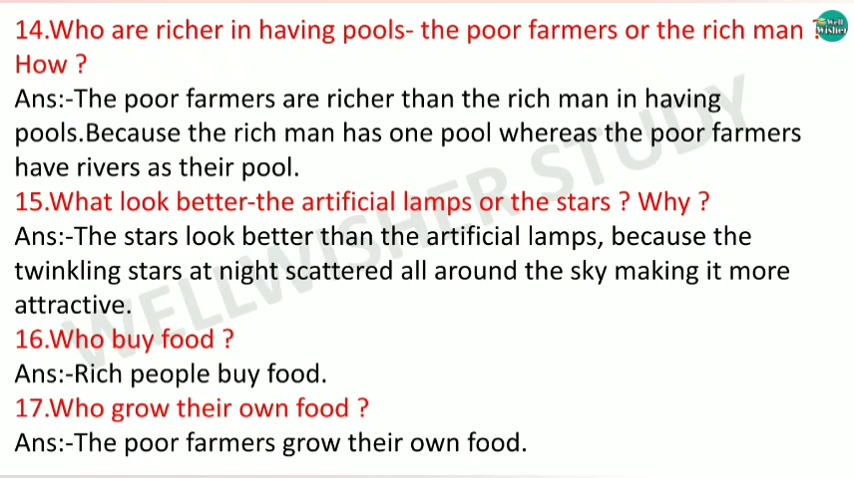 14.Who are richer in having pools- the poor farmers or the rich man ?
How ?
Ans:-The poor farmers are richer than the rich man in having
pools.Because the rich man has one pool whereas the poor farmers
have rivers as their pool.
15.What look better-the artificial lamps or the stars ? Why ?
Ans:-The stars look better than the artificial lamps, because the
twinkling stars at night scattered all around the sky making it more
attractive.
16.Who buy food ?
Ans:-Rich people buy food.
17.Who grow their own food ?
Ans:-The poor farmers grow their own food.
WELLWISHER STUDY
Well
Wisher